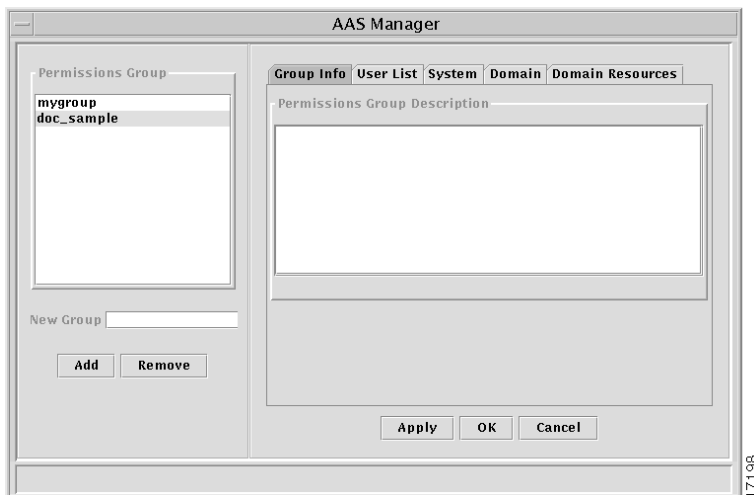 AAS Manager
Permissions Group
mygroup
doc_sample
New Group
Add Remove
Group Info User List System Domain Domain Resources
Permissions Group Description
Apply OK Cancel
17198